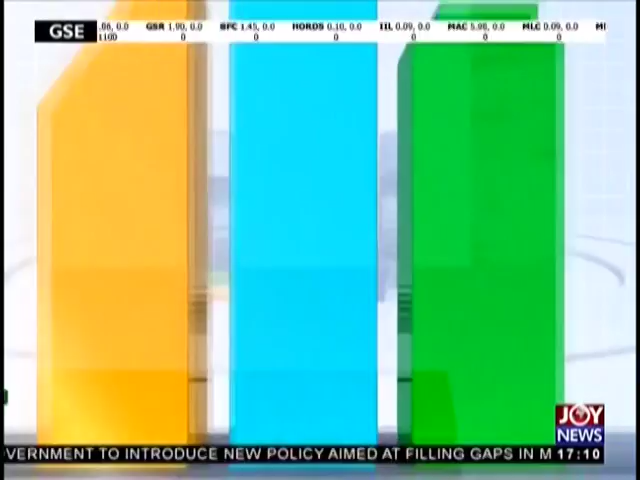 GSE
.06, 0.0 GSR 1.90, 0.0 SFC 1.45, 0.0 HORDS 0.10, 0.0 IIL 0.09, 0.0 MAC 5.98, 0.0 MLC 0.09, 0.0
1100 0 0 0 0 0 0
JOY
NEWS
VERNMENT TO INTRODUCE NEW POLICY AIMED AT FILLING GAPS IN M 17:10